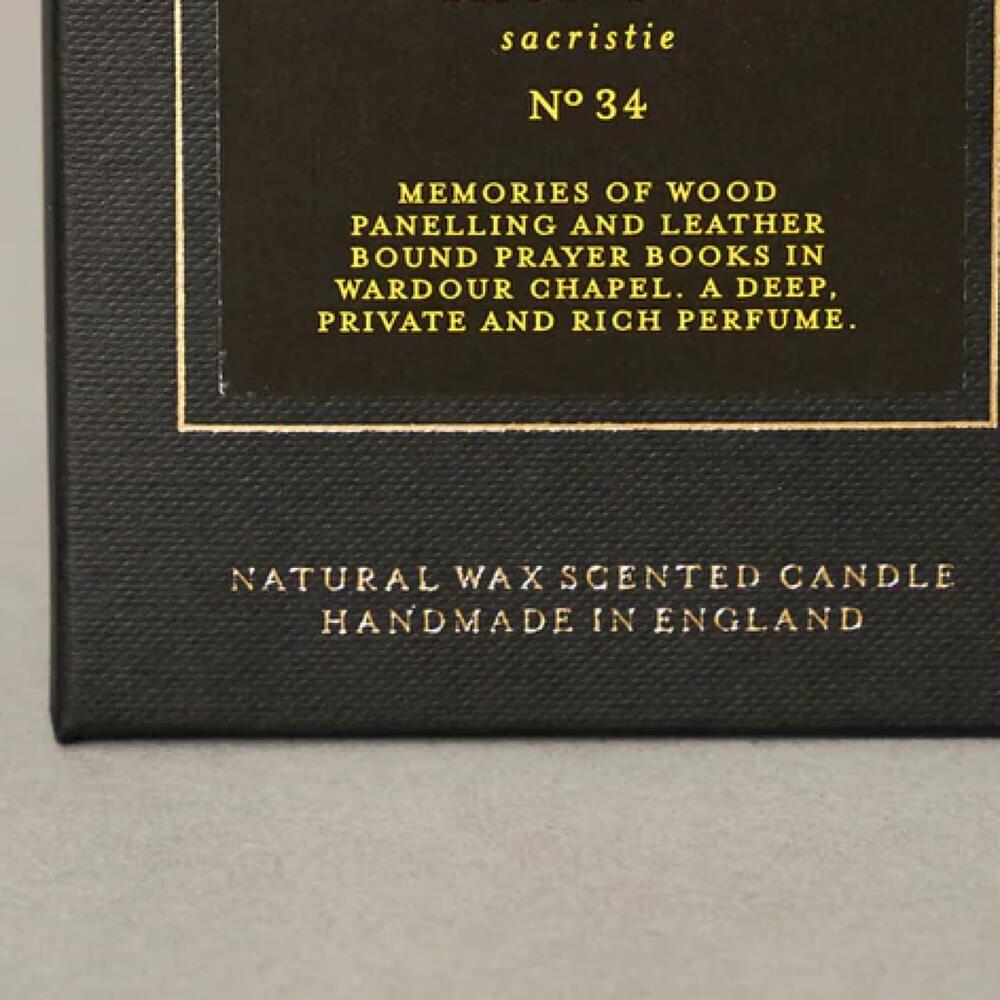 sacristie
Nº 34
MEMORIES OF WOOD
PANELLING AND LEATHER
BOUND PRAYER BOOKS IN
WARDOUR CHAPEL. A DEEP,
PRIVATE AND RICH PERFUME.
NATURAL WAX SCENTED CANDLE
HANDMADE IN ENGLAND